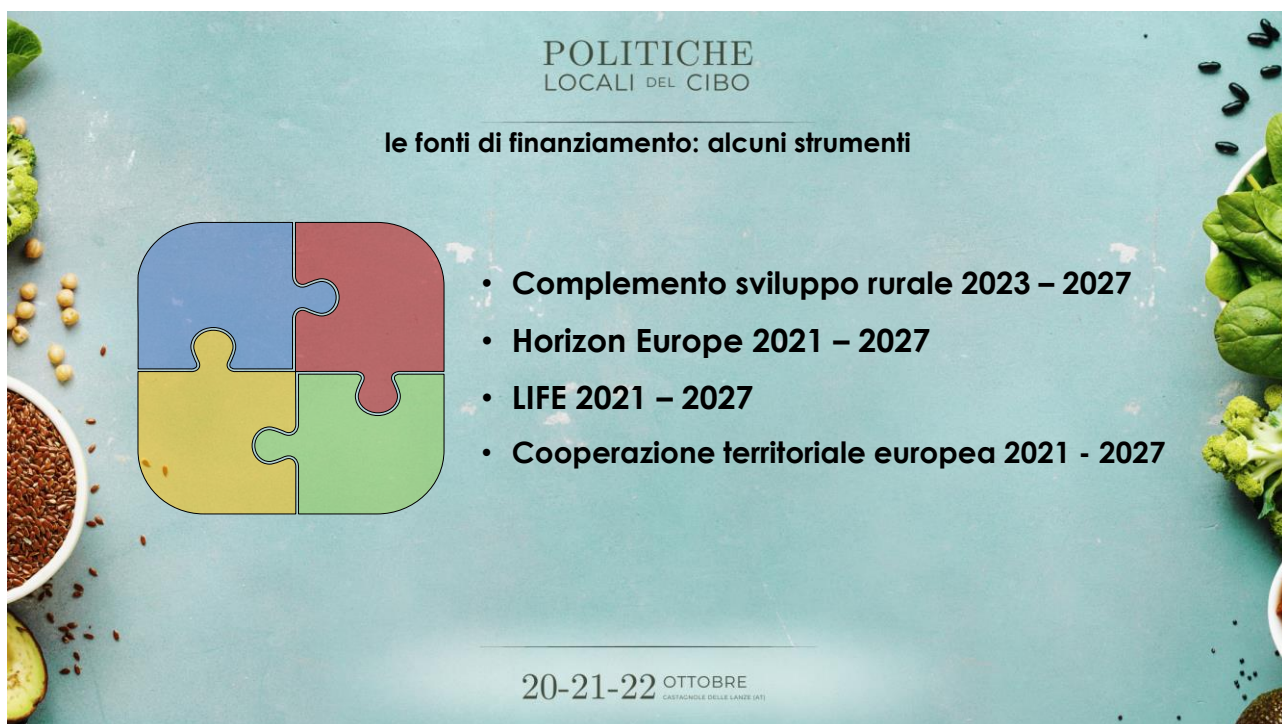 POLITICHE
LOCALI DEL CIBO
le fonti di finanziamento: alcuni strumenti
• Complemento sviluppo rurale 2023 – 2027
• Horizon Europe 2021 – 2027
• LIFE 2021 – 2027
• Cooperazione territoriale europea 2021 - 2027
20-21-22 OTTOBRE
CASTAGNOLE DELLE LANZE (AT)